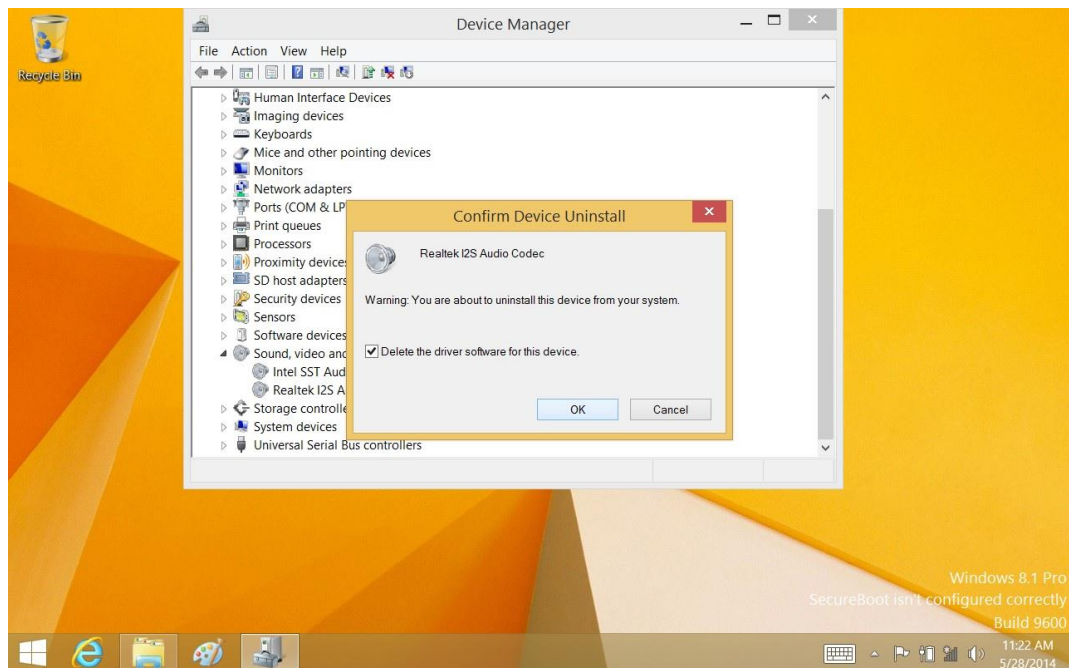 Recycle Bin
Device Manager
File Action View Help
Human Interface Devices
Imaging devices
Keyboards
Mice and other pointing devices
Monitors
Network adapters
Ports (COM & LP
Print queues
Processors
Proximity device
SD host adapters
Security devices
Sensors
Software devices
Sound, video and
Intel SST Aud
Realtek I2S A
Storage controlle
System devices
Universal Serial Bus controllers
Confirm Device Uninstall
Realtek I2S Audio Codec
Warning: You are about to uninstall this device from your system.
Delete the driver software for this device.
OK Cancel
Windows 8.1 Pro
SecureBoot isn't configured correctly
Build 9600
11:22 AM
5/28/2014